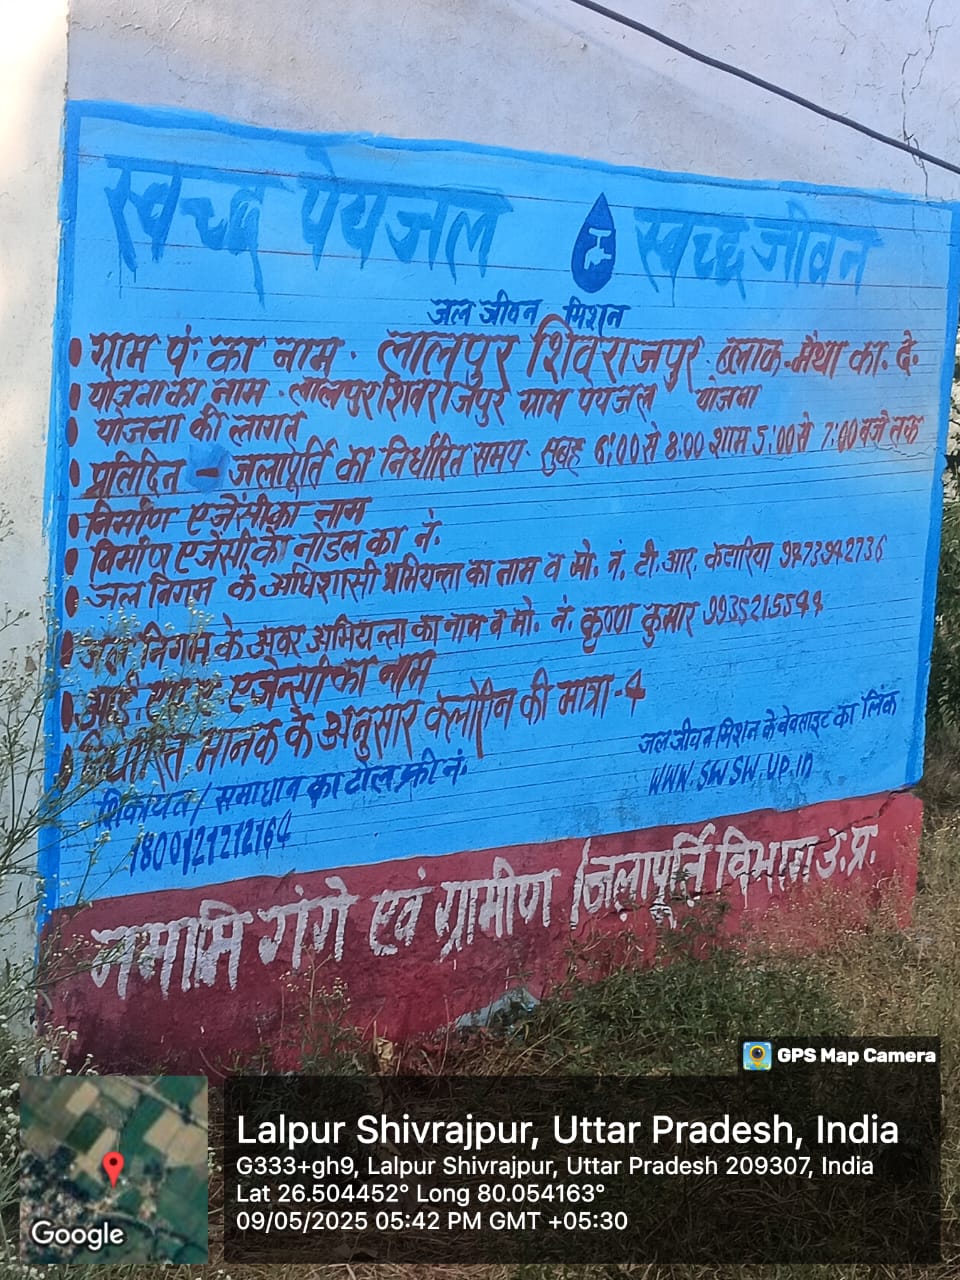 स्वच्छ पेयजल स्वच्छ जीवन
जल जीवन मिशन
• ग्राम पं. का नाम. लालपुर शिवराजपुर. ब्लाक-मैथा का. दे.
• योजना का नाम. लालपुर शिवराजपुर ग्राम पेयजल योजना
• योजना की लागत
• प्रतिदिन - जलापूर्ति का निर्धारित समय. सुबह 6:00 से 8:00 शाम 5:00 से 7:00 बजे तक
• निर्माण एजेंसी का नाम
• निर्माण एजेंसी के नोडल का नं.
• जल निगम के अधिशासी अभियन्ता का नाम व मो. नं. टी.आर. केटारिया 9473942736
• जल निगम के अवर अभियन्ता का नाम व मो. नं. कृष्ण कुमार 9935215544
• आई.एस.ए एजेन्सी का नाम
• निर्धारित मानक के अनुसार क्लोरिन की मात्रा-4
शिकायत/समाधान का टोल फ्री नं.
18001212164
जल जीवन मिशन के वेबसाइट का लिंक
WWW.SWSW.UP.in
नमामि गंगे एवं ग्रामीण जिलापूर्ति विभाग उ.प्र.
GPS Map Camera
Lalpur Shivrajpur, Uttar Pradesh, India
G333+gh9, Lalpur Shivrajpur, Uttar Pradesh 209307, India
Lat 26.504452° Long 80.054163°
09/05/2025 05:42 PM GMT +05:30
Google